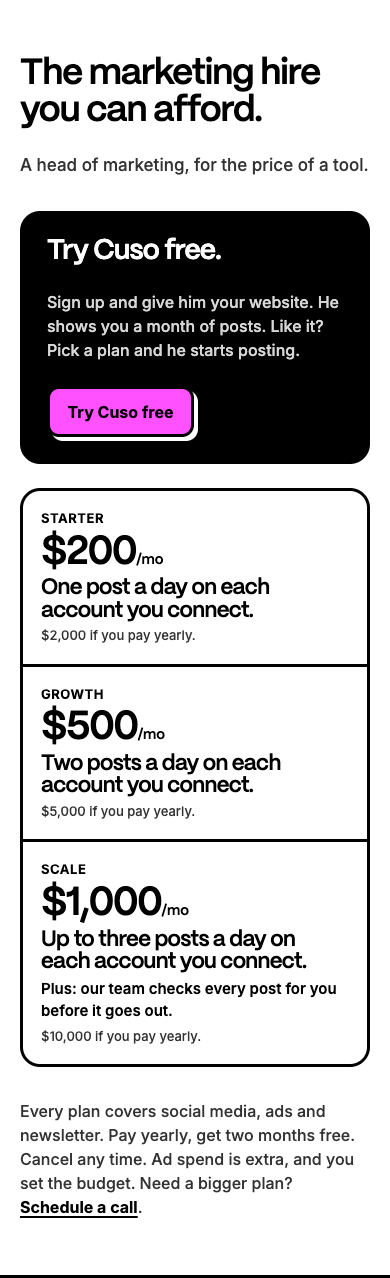 The marketing hire
you can afford.
A head of marketing, for the price of a tool.
Try Cuso free.
Sign up and give him your website. He
shows you a month of posts. Like it?
Pick a plan and he starts posting.
Try Cuso free
STARTER
$200/mo
One post a day on each
account you connect.
$2,000 if you pay yearly.
GROWTH
$500/mo
Two posts a day on each
account you connect.
$5,000 if you pay yearly.
SCALE
$1,000/mo
Up to three posts a day on
each account you connect.
Plus: our team checks every post for you
before it goes out.
$10,000 if you pay yearly.
Every plan covers social media, ads and
newsletter. Pay yearly, get two months free.
Cancel any time. Ad spend is extra, and you
set the budget. Need a bigger plan?
Schedule a call.